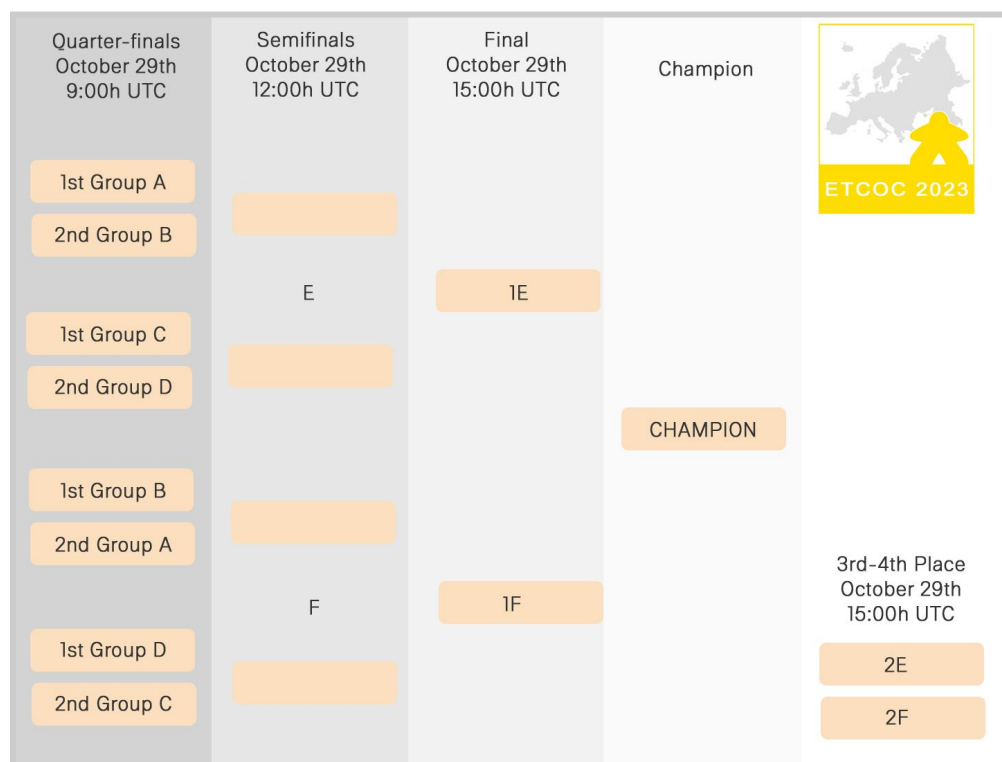 Quarter-finals
October 29th
9:00h UTC
Semifinals
October 29th
12:00h UTC
Final
October 29th
15:00h UTC
Champion
ETCOC 2023
1st Group A
2nd Group B
E
1E
1st Group C
2nd Group D
CHAMPION
1st Group B
2nd Group A
F
1F
1st Group D
2nd Group C
3rd-4th Place
October 29th
15:00h UTC
2E
2F